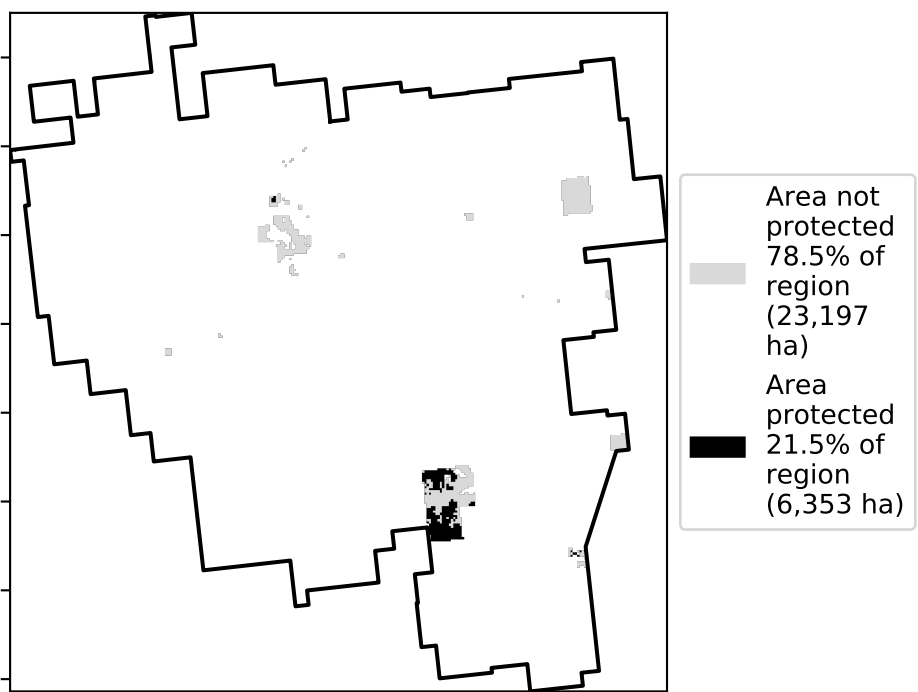 Area not
protected
78.5% of
region
(23,197
ha)
Area
protected
21.5% of
region
(6,353 ha)